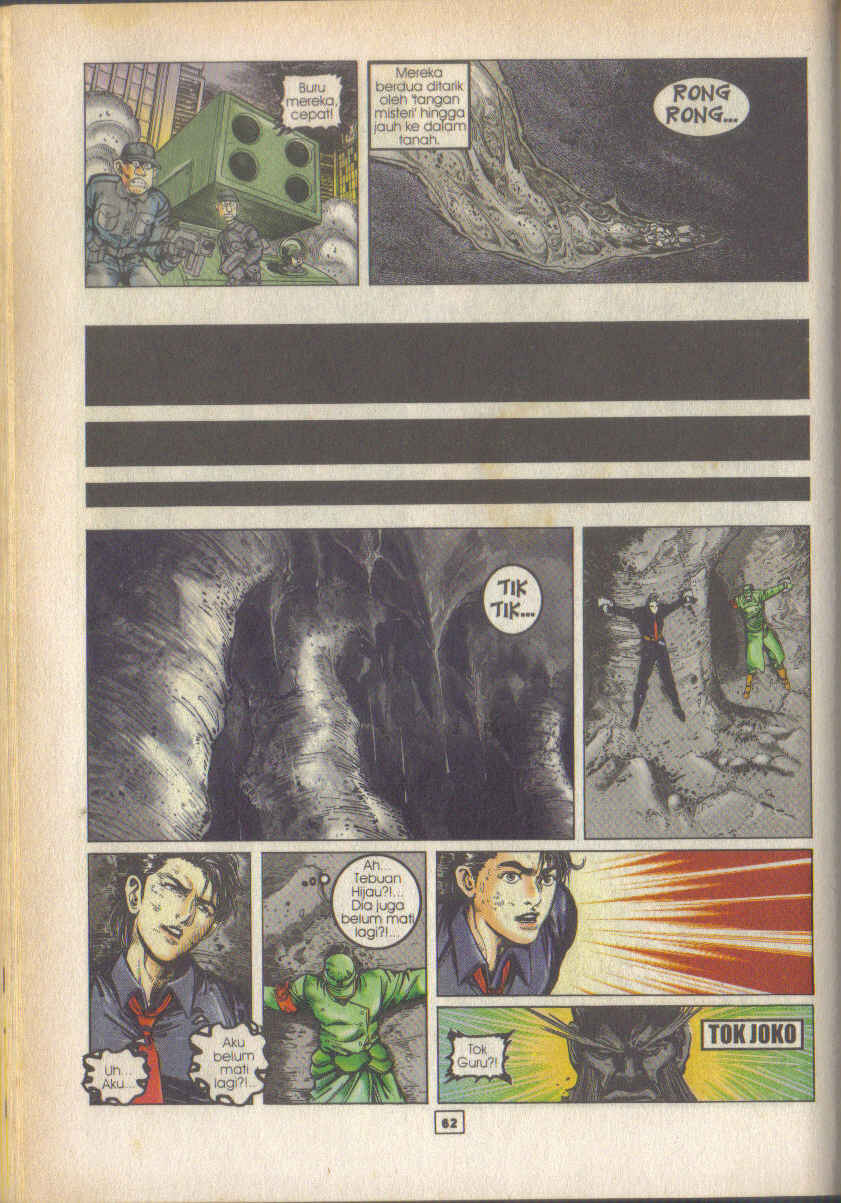 Buru
mereka,
cepat!
Mereka
berdua ditarik
oleh 'tangan
misteri' hingga
jauh ke dalam
tanah.
RONG
RONG...
TIK
TIK...
Uh...
Aku...
Aku
belum
mati
lagi?!...
Ah...
Tebuan
Hijau?!...
Dia juga
belum mati
lagi?!...
Tok
Guru?!
TOK JOKO
62